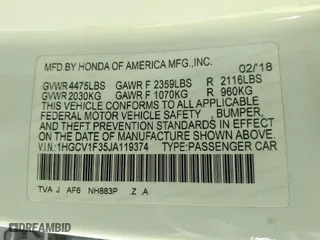 MFD.BY HONDA OF AMERICA MFG.,INC. 02/18
GVWR 4475LBS GAWR F 2359LBS R 2116LBS
GVWR 2030KG GAWR F 1070KG R 960KG
THIS VEHICLE CONFORMS TO ALL APPLICABLE
FEDERAL MOTOR VEHICLE SAFETY , BUMPER,
AND THEFT PREVENTION STANDARDS IN EFFECT
ON THE DATE OF MANUFACTURE SHOWN ABOVE.
V.I.N:1HGCV1F35JA119374 TYPE:PASSENGER CAR
TVA J AF6 NH883P .Z .A
DREAMBID